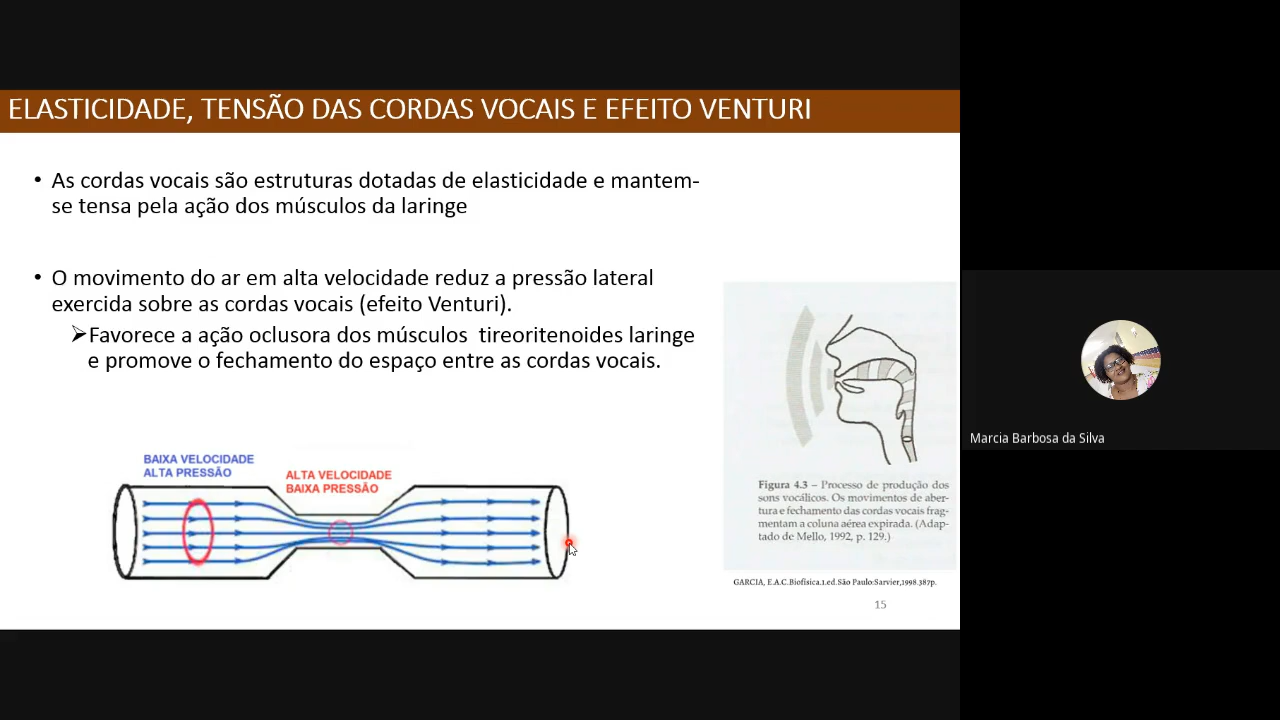 ELASTICIDADE, TENSÃO DAS CORDAS VOCAIS E EFEITO VENTURI
• As cordas vocais são estruturas dotadas de elasticidade e mantem-
se tensa pela ação dos músculos da laringe
• O movimento do ar em alta velocidade reduz a pressão lateral
exercida sobre as cordas vocais (efeito Venturi).
➢Favorece a ação oclusora dos músculos tireoritenoides laringe
e promove o fechamento do espaço entre as cordas vocais.
BAIXA VELOCIDADE
ALTA PRESSÃO
ALTA VELOCIDADE
BAIXA PRESSÃO
Figura 4.3 – Processo de produção dos
sons vocálicos. Os movimentos de aber-
tura e fechamento das cordas vocais frag-
mentam a coluna aérea expirada. (Adap-
tado de Mello, 1992, p. 129.)
GARCIA, E.A.C.Biofísica.1.ed.São Paulo:Sarvier,1998.387p.
15
Marcia Barbosa da Silva